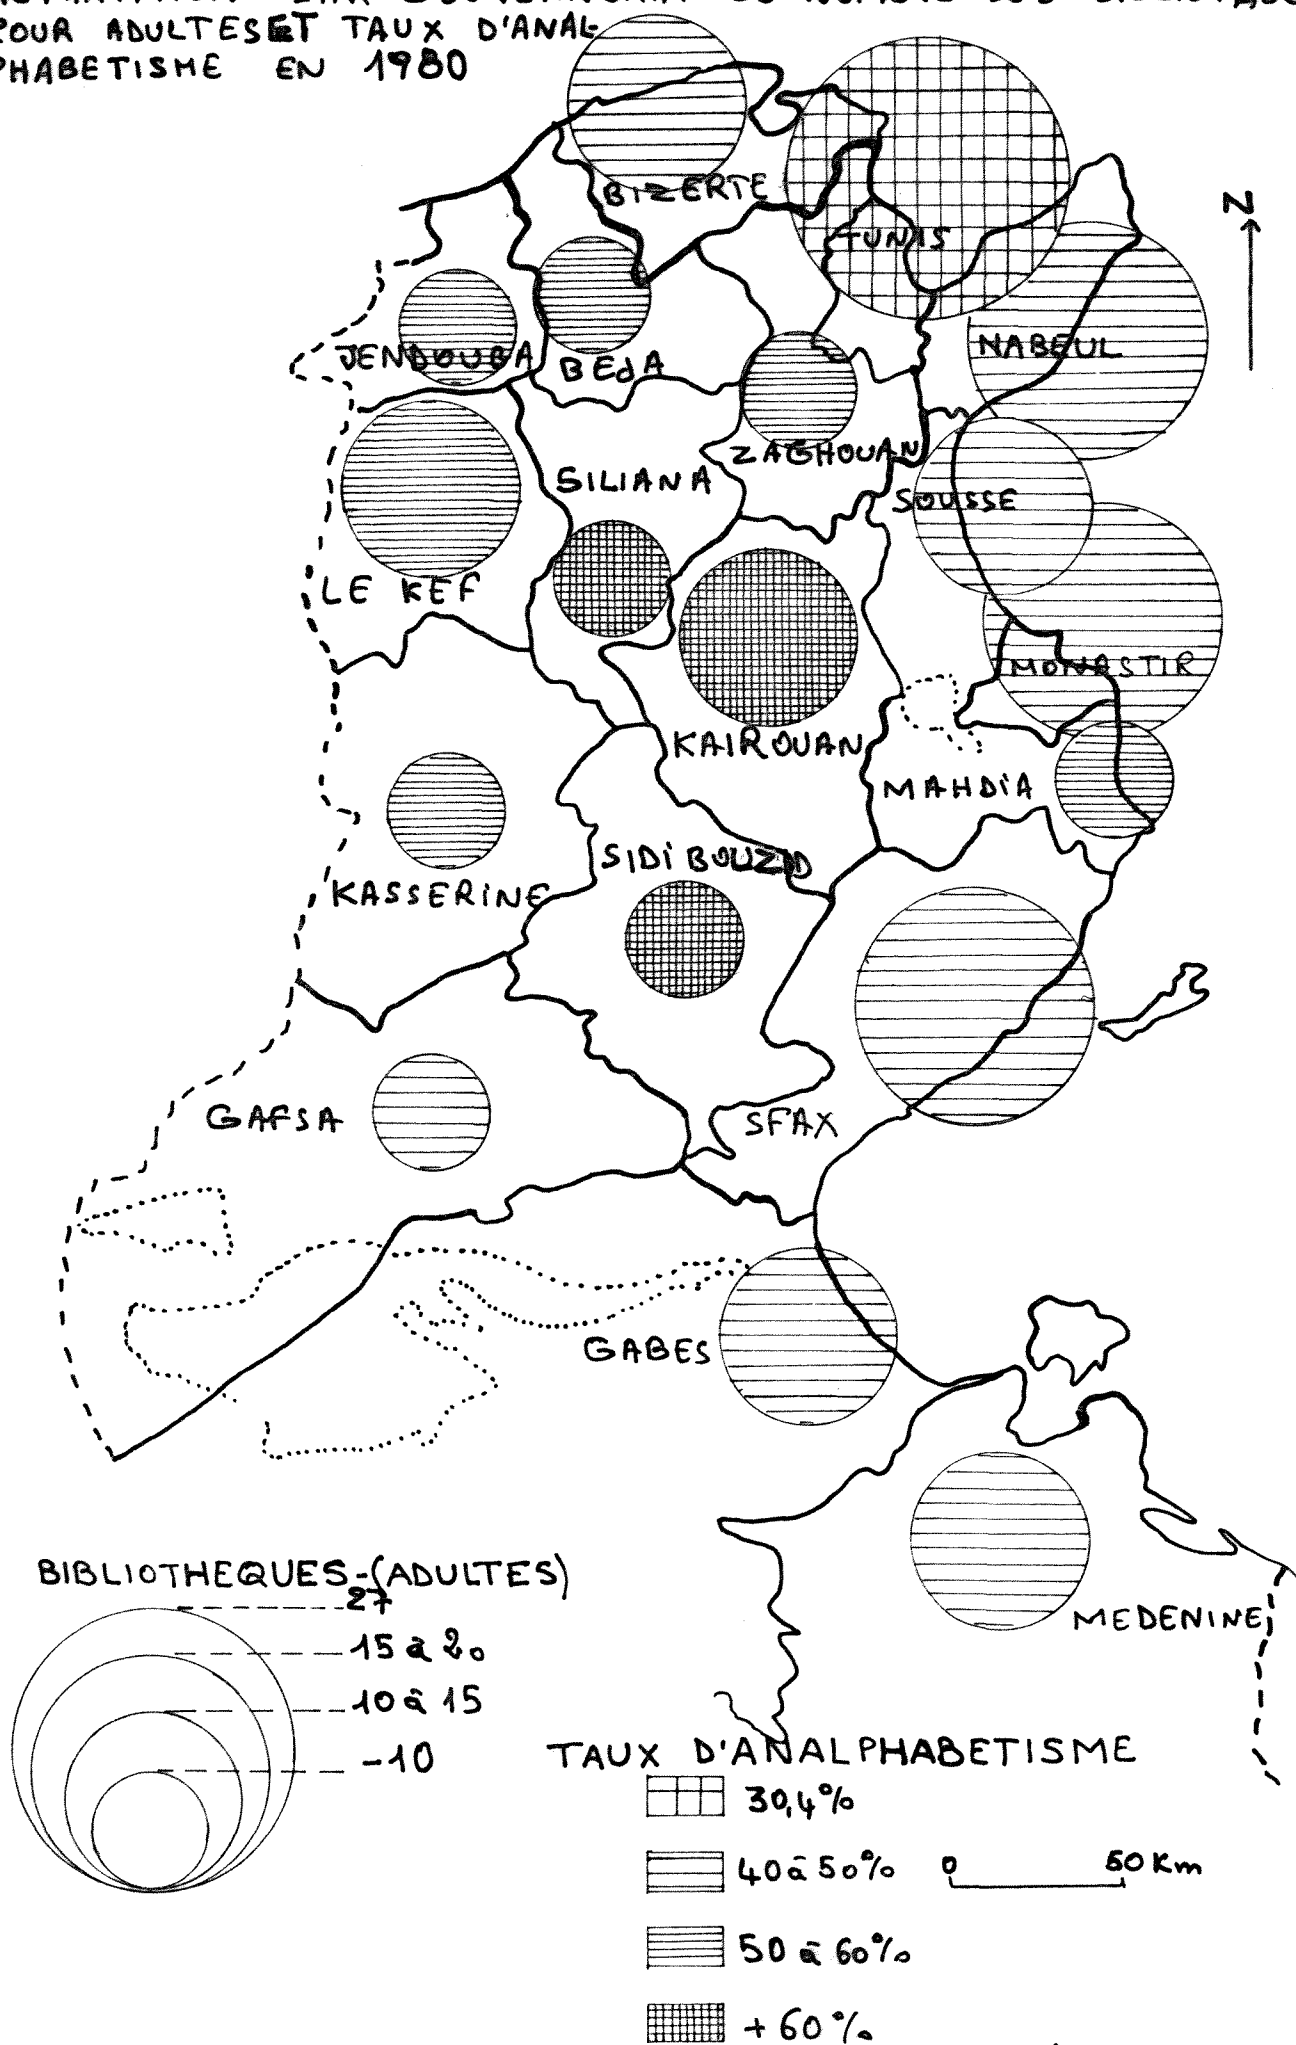 POUR ADULTES ET TAUX D'ANAL-
PHABETISME EN 1980
N
BIZERTE
TUNIS
NABEUL
JENDOUBA
BEJA
ZAGHOUAN
SILIANA
SOUSSE
LE KEF
MONASTIR
KAIROUAN
MAHDIA
SIDI BOUZID
KASSERINE
GAFSA
SFAX
GABES
MEDENINE
BIBLIOTHEQUES-(ADULTES)
27
15 à 20
10 à 15
-10
TAUX D'ANALPHABETISME
30,4%
40 à 50%
0 50 Km
50 à 60%
+ 60%